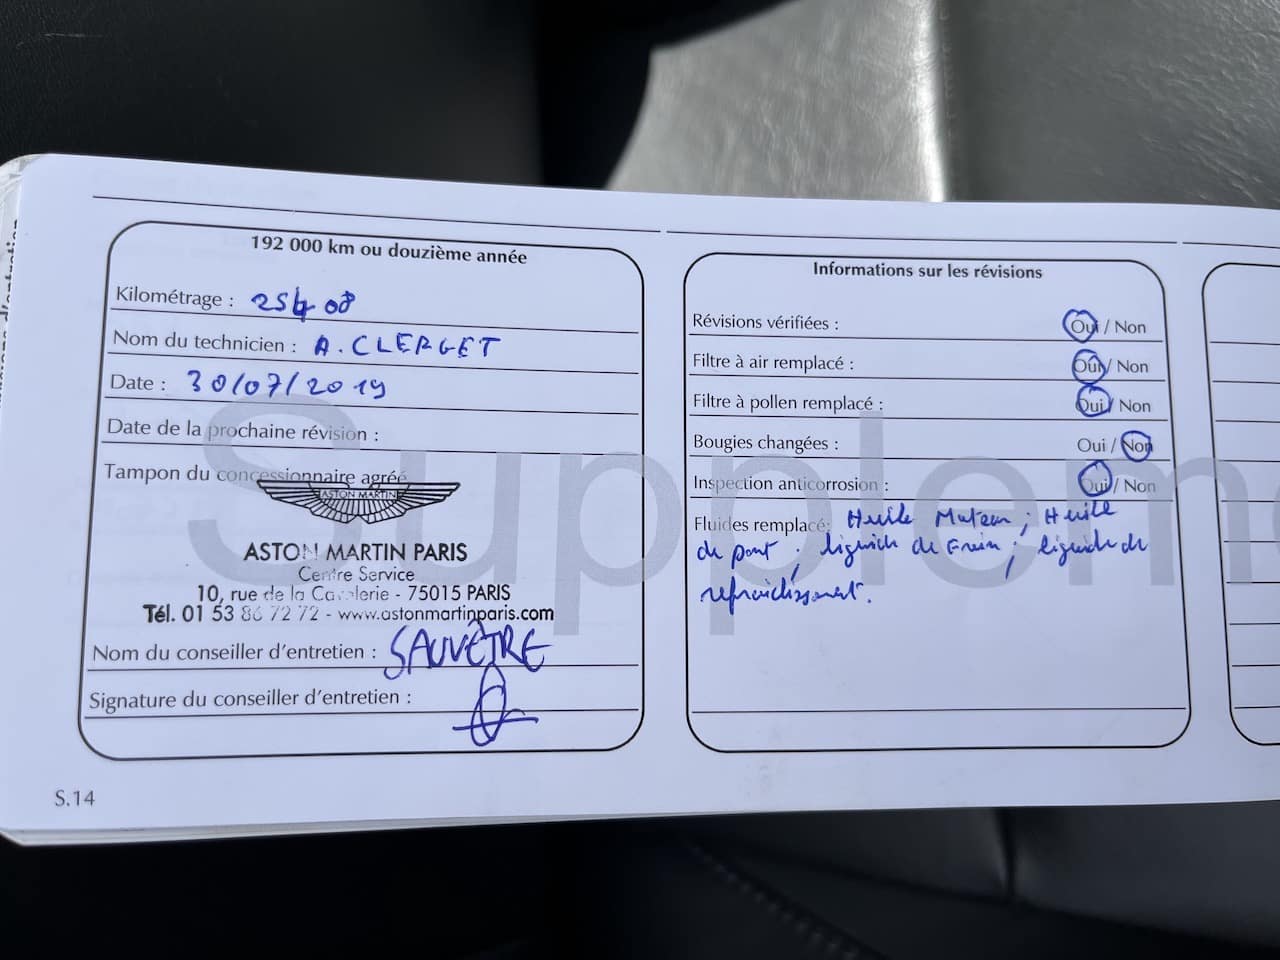 192 000 km ou douzième année
Kilométrage : 25408
Nom du technicien : A. CLERGET
Date : 30/07/2019
Date de la prochaine révision :
Tampon du concessionnaire agréé
ASTON MARTIN
ASTON MARTIN PARIS
Centre Service
10, rue de la Cavalerie - 75015 PARIS
Tél. 01 53 86 72 72 - www.astonmartinparis.com
Nom du conseiller d'entretien : SAUVÊTRE
Signature du conseiller d'entretien :
S.14
Informations sur les révisions
Révisions vérifiées : Oui / Non
Filtre à air remplacé : Oui / Non
Filtre à pollen remplacé : Oui / Non
Bougies changées : Oui / Non
Inspection anticorrosion : Oui / Non
Fluides remplacé: Huile Moteur ; Huile
de pont ; liquide de Frein ; liquide de
refroidissement.
Supplem